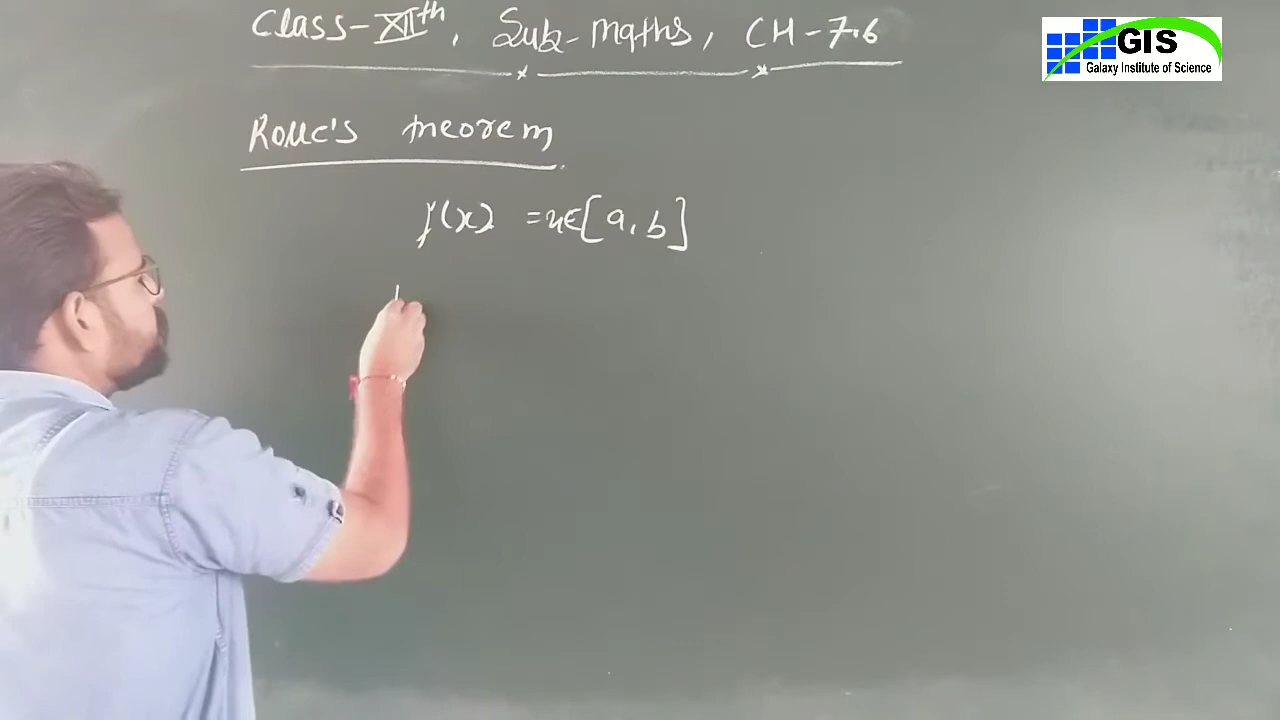 Class-XIIth, Sub-Maths, CH-7.6
GIS
Galaxy Institute of Science
Rolle's theorem
f(x) = x∈[a, b]